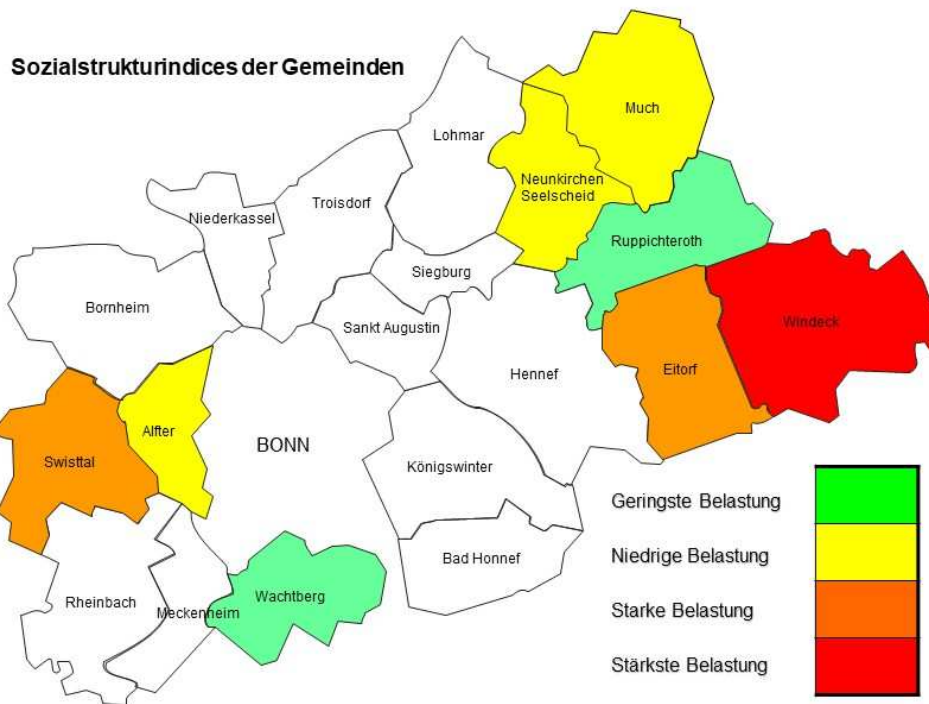 Sozialstrukturindices der Gemeinden
Much
Lohmar
Neunkirchen
Seelscheid
Troisdorf
Niederkassel
Ruppichteroth
Siegburg
Bornheim
Sankt Augustin
Windeck
Hennef
Eitorf
Alfter
BONN
Swisttal
Königswinter
Geringste Belastung
Niedrige Belastung
Bad Honnef
Wachtberg
Rheinbach
Meckenheim
Starke Belastung
Stärkste Belastung